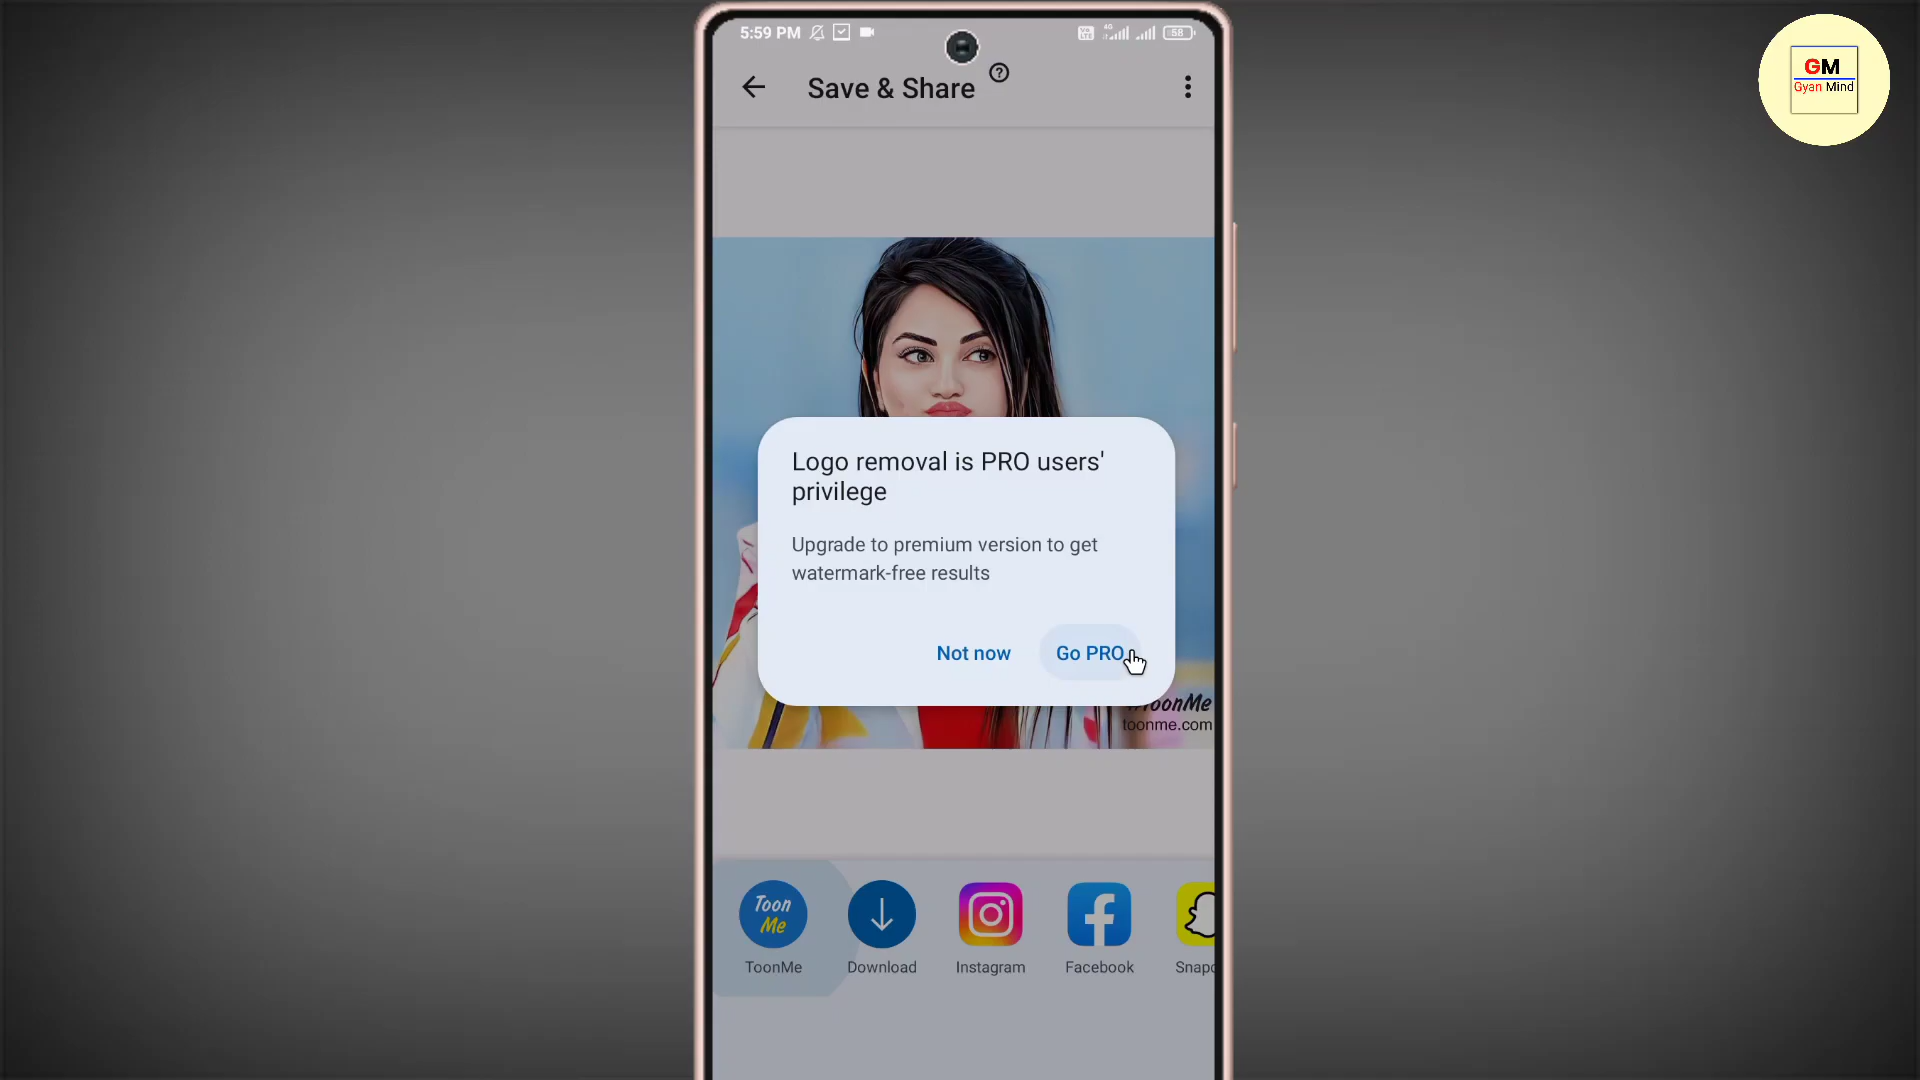 5:59 PM
58
GM
Gyan Mind
Save & Share
Logo removal is PRO users'
privilege
Upgrade to premium version to get
watermark-free results
Not now
Go PRO
toonme.com
Toon
Me
ToonMe
Download
Instagram
Facebook